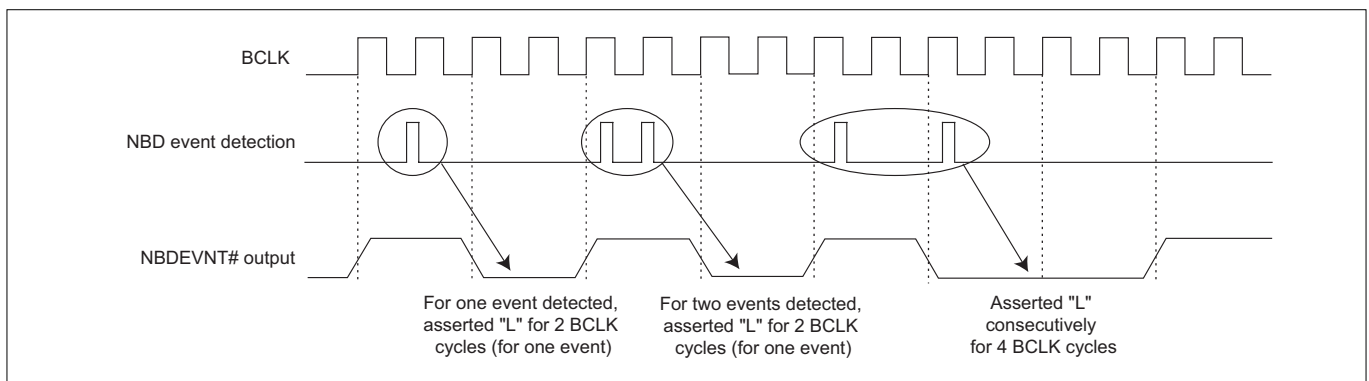 BCLK
NBD event detection
NBDEVNT# output
For one event detected,
asserted "L" for 2 BCLK
cycles (for one event)
For two events detected,
asserted "L" for 2 BCLK
cycles (for one event)
Asserted "L"
consecutively
for 4 BCLK cycles